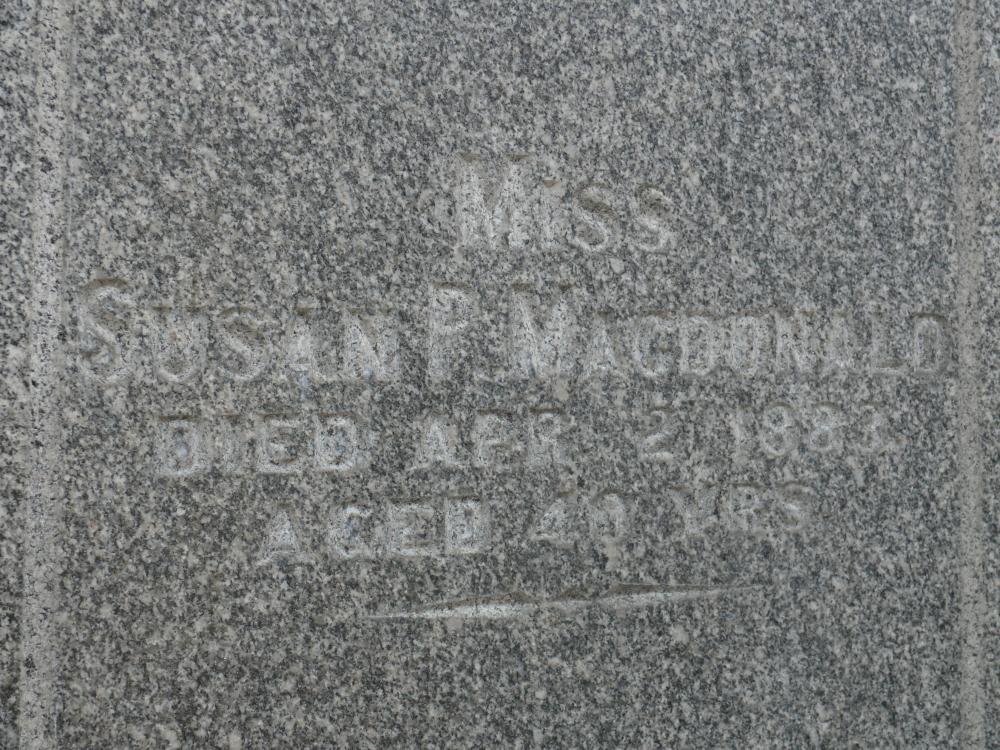 MISS
SUSAN P. MACDONALD
DIED APR 2 1883
AGED 40 YRS